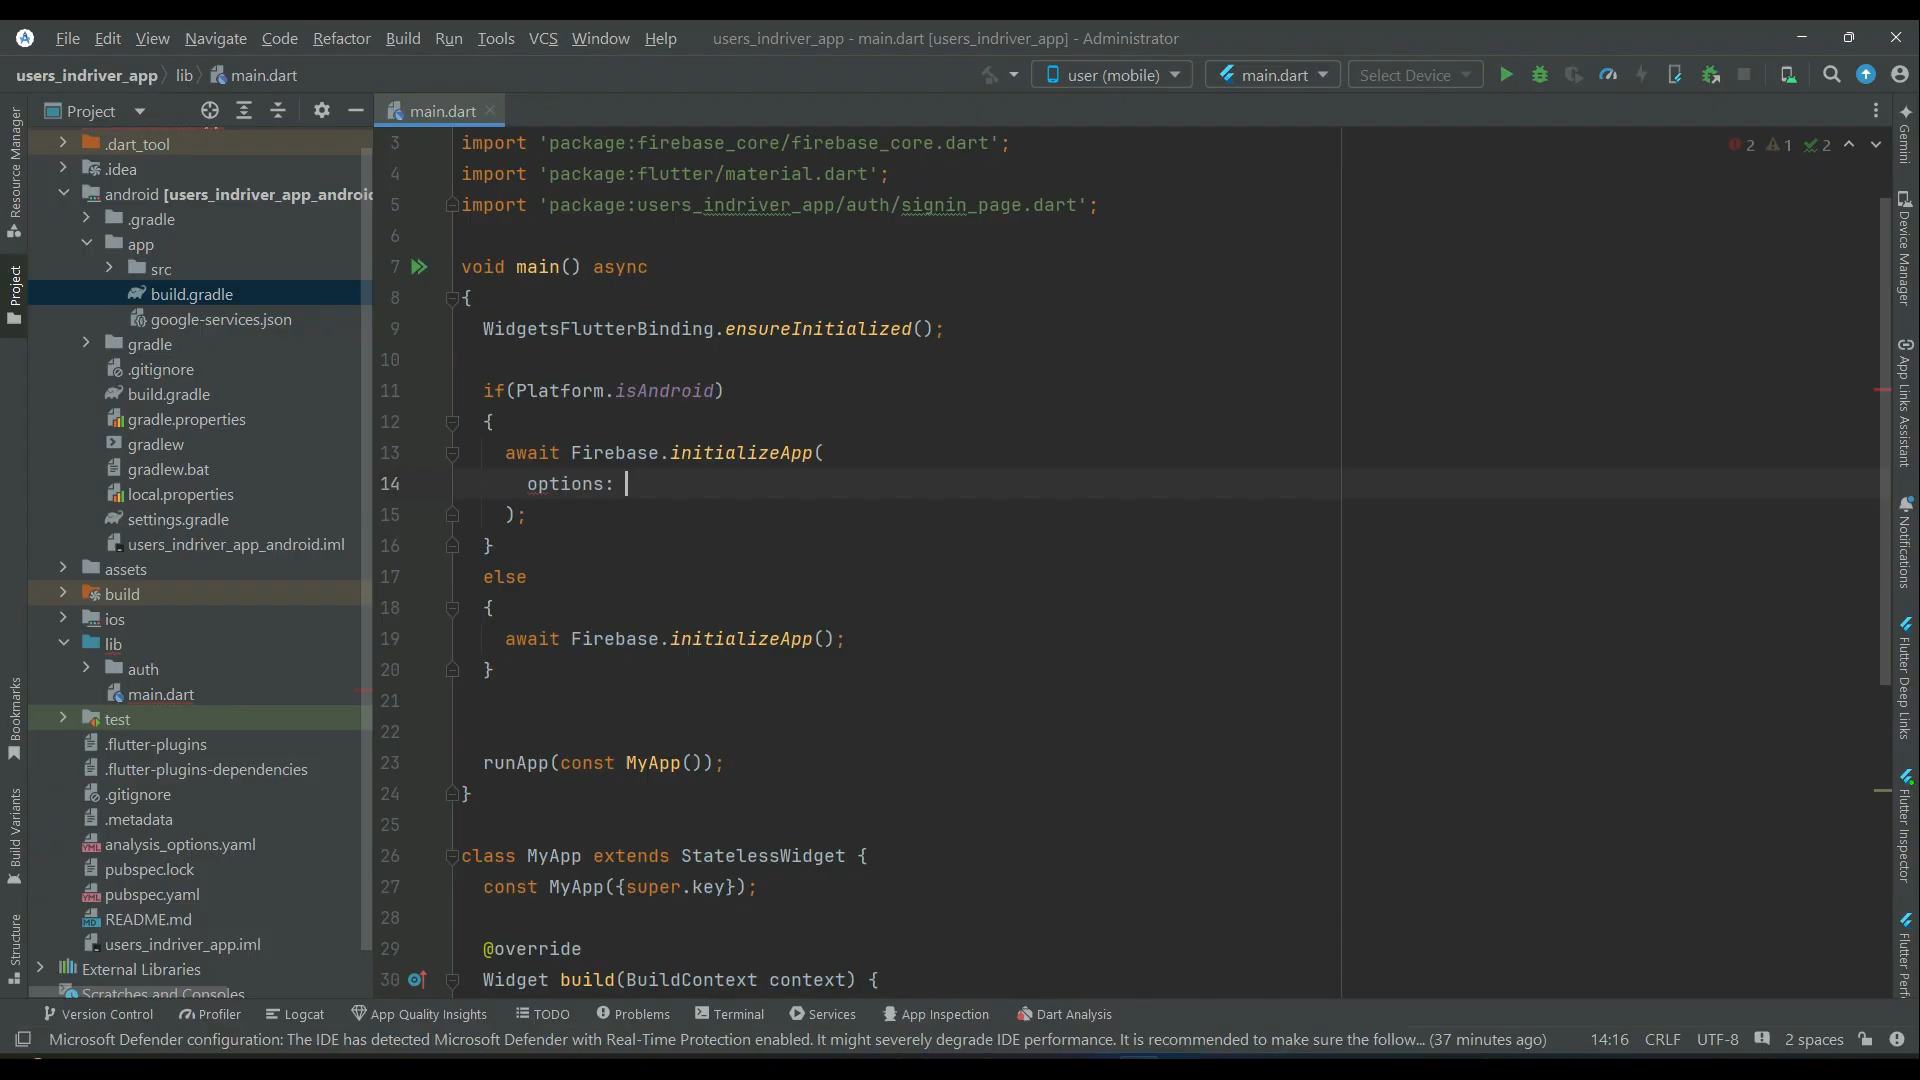 File Edit View Navigate Code Refactor Build Run Tools VCS Window Help users_indriver_app - main.dart [users_indriver_app] - Administrator
users_indriver_app lib main.dart user (mobile) main.dart Select Device
Project main.dart
.dart_tool
.idea
android [users_indriver_app_android
.gradle
app
src
build.gradle
google-services.json
gradle
.gitignore
build.gradle
gradle.properties
gradlew
gradlew.bat
local.properties
settings.gradle
users_indriver_app_android.iml
assets
build
ios
lib
auth
main.dart
test
.flutter-plugins
.flutter-plugins-dependencies
.gitignore
.metadata
analysis_options.yaml
pubspec.lock
pubspec.yaml
README.md
users_indriver_app.iml
External Libraries
Scratches and Consoles
2 1 2
3 import 'package:firebase_core/firebase_core.dart';
4 import 'package:flutter/material.dart';
5 import 'package:users_indriver_app/auth/signin_page.dart';
6
7 void main() async
8 {
9 WidgetsFlutterBinding.ensureInitialized();
10
11 if(Platform.isAndroid)
12 {
13 await Firebase.initializeApp(
14 options:
15 );
16 }
17 else
18 {
19 await Firebase.initializeApp();
20 }
21
22
23 runApp(const MyApp());
24 }
25
26 class MyApp extends StatelessWidget {
27 const MyApp({super.key});
28
29 @override
30 Widget build(BuildContext context) {
Resource Manager
Project
Bookmarks
Build Variants
Structure
Gemini
Device Manager
App Links Assistant
Notifications
Flutter Deep Links
Flutter Inspector
Flutter Perf
Version Control Profiler Logcat App Quality Insights TODO Problems Terminal Services App Inspection Dart Analysis
Microsoft Defender configuration: The IDE has detected Microsoft Defender with Real-Time Protection enabled. It might severely degrade IDE performance. It is recommended to make sure the follow... (37 minutes ago) 14:16 CRLF UTF-8 2 spaces